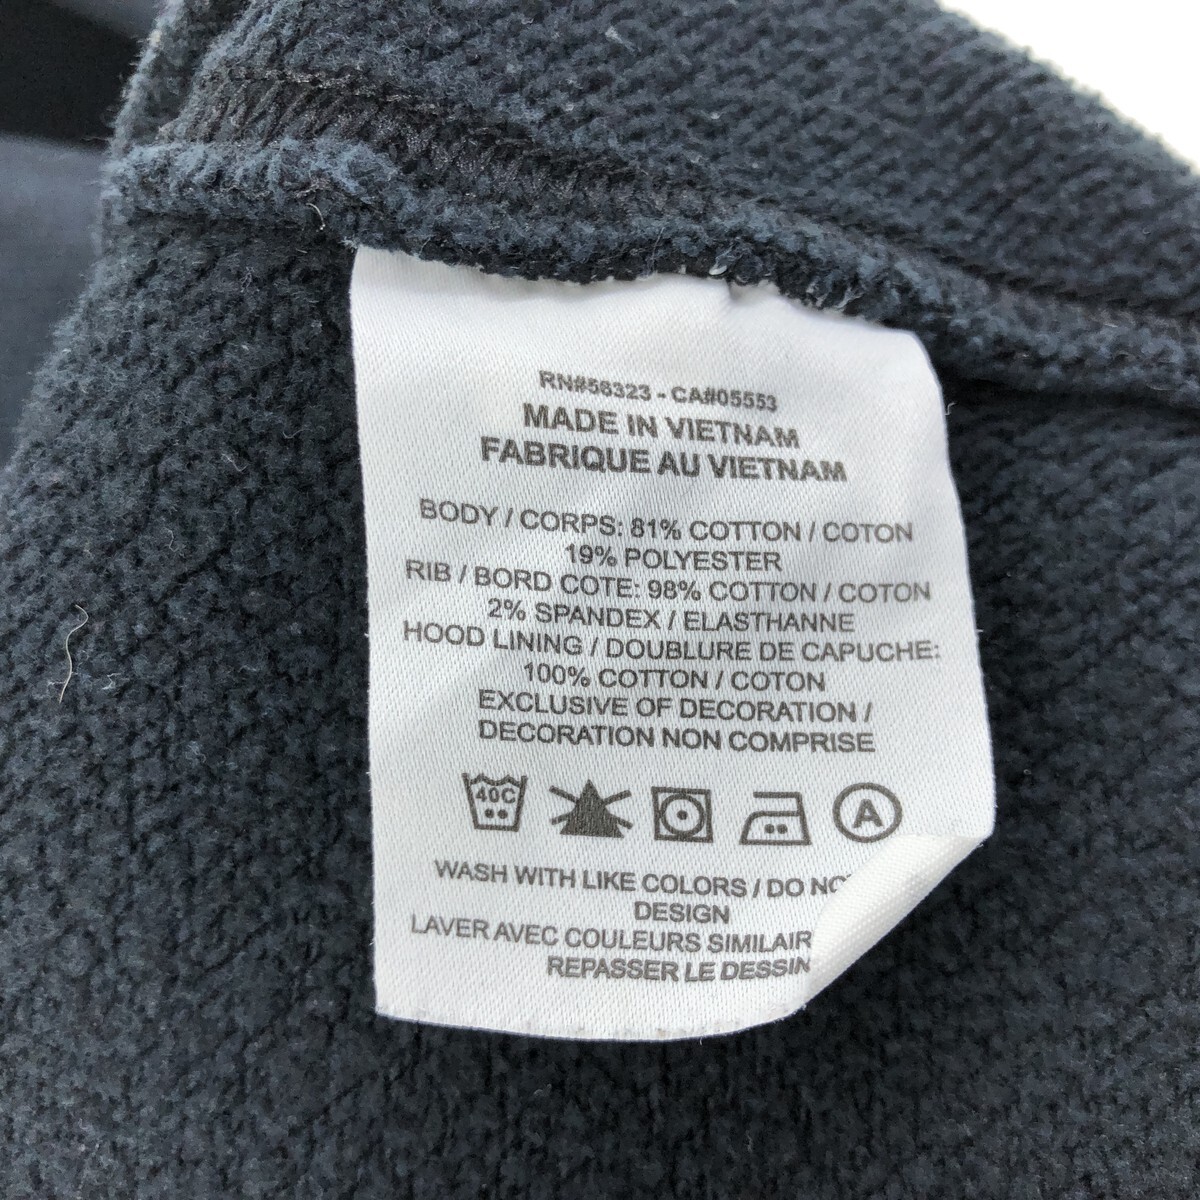 RN#56323 - CA#05553
MADE IN VIETNAM
FABRIQUE AU VIETNAM
BODY / CORPS: 81% COTTON / COTON
19% POLYESTER
RIB / BORD COTE: 98% COTTON / COTON
2% SPANDEX / ELASTHANNE
HOOD LINING / DOUBLURE DE CAPUCHE:
100% COTTON / COTON
EXCLUSIVE OF DECORATION /
DECORATION NON COMPRISE
40C A
WASH WITH LIKE COLORS / DO
DESIGN
LAVER AVEC COULEURS
REPASSER LE DESSIN